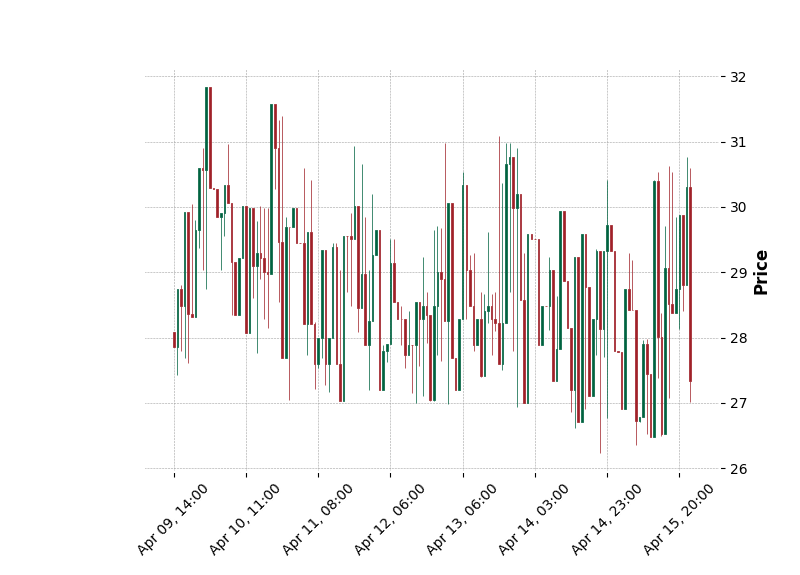 32
31
30
29
28
27
26
Price
Apr 09, 14:00
Apr 10, 11:00
Apr 11, 08:00
Apr 12, 06:00
Apr 13, 06:00
Apr 14, 03:00
Apr 14, 23:00
Apr 15, 20:00